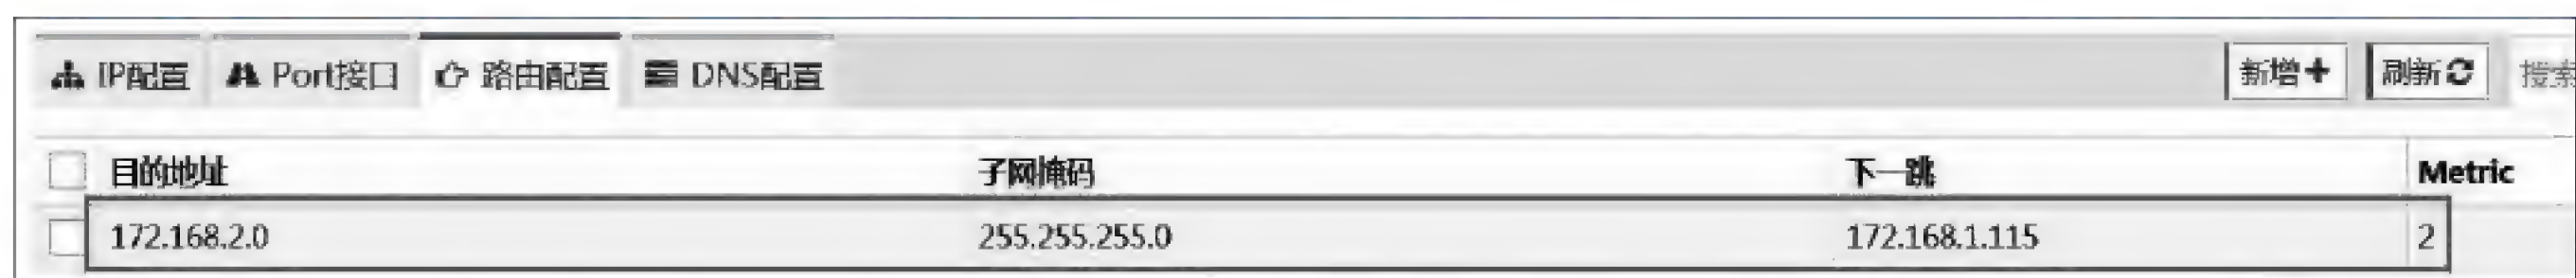 IP配置 Port接口 路由配置 DNS配置 新增 刷新 搜索
目的地址 子网掩码 下一跳 Metric
172.168.2.0 255.255.255.0 172.168.1.115 2